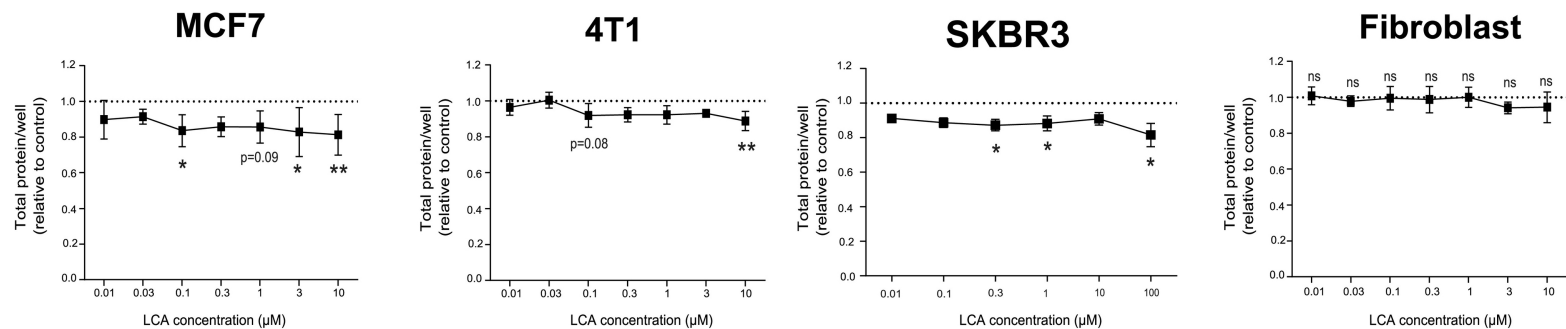 MCF7
Total protein/well
(relative to control)
1.2
1.0
0.8
0.6
0.4
0.2
0.0
*
p=0.09
*
**
0.01 0.03 0.1 0.3 1 3 10
LCA concentration (µM)
4T1
Total protein/well
(relative to control)
1.2
1.0
0.8
0.6
0.4
0.2
0.0
p=0.08
**
0.01 0.03 0.1 0.3 1 3 10
LCA concentration (µM)
SKBR3
Total protein/well
(relative to control)
1.2
1.0
0.8
0.6
0.4
0.2
0.0
*
*
*
0.01 0.1 0.3 1 10 100
LCA concentration (µM)
Fibroblast
Total protein/well
(relative to control)
1.2
1.0
0.8
0.6
0.4
0.2
0.0
ns ns ns ns ns ns ns
0.01 0.03 0.1 0.3 1 3 10
LCA concentration (µM)